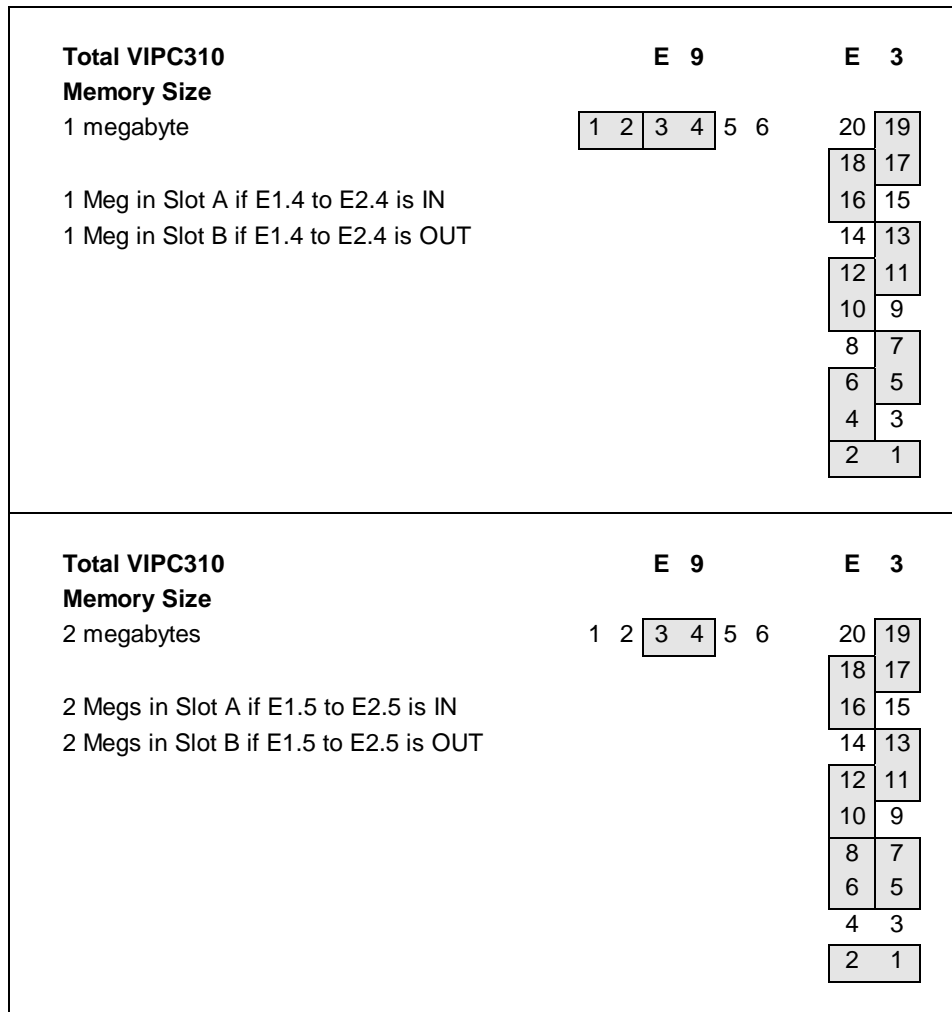 Total VIPC310 E 9 E 3
Memory Size
1 megabyte 1 2 3 4 5 6 20 19
18 17
1 Meg in Slot A if E1.4 to E2.4 is IN 16 15
1 Meg in Slot B if E1.4 to E2.4 is OUT 14 13
12 11
10 9
8 7
6 5
4 3
2 1
Total VIPC310 E 9 E 3
Memory Size
2 megabytes 1 2 3 4 5 6 20 19
18 17
2 Megs in Slot A if E1.5 to E2.5 is IN 16 15
2 Megs in Slot B if E1.5 to E2.5 is OUT 14 13
12 11
10 9
8 7
6 5
4 3
2 1